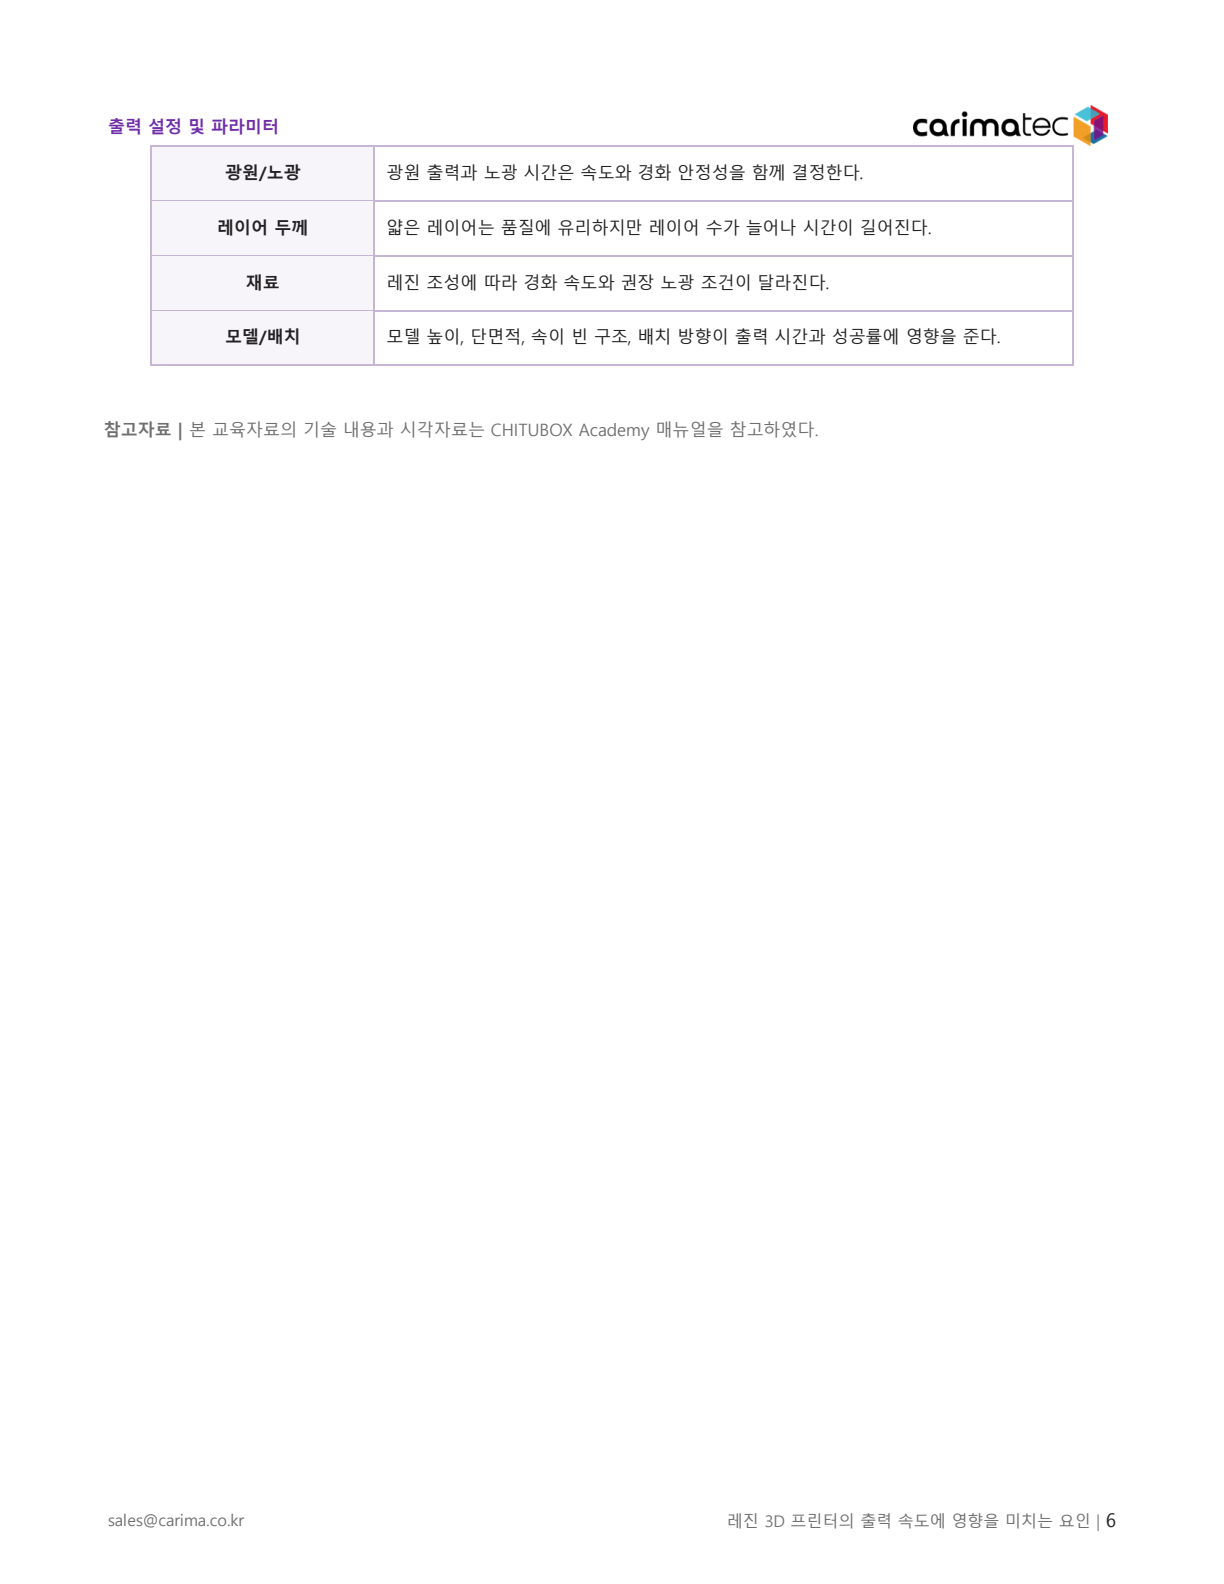 출력 설정 및 파라미터
carimatec
광원/노광 광원 출력과 노광 시간은 속도와 경화 안정성을 함께 결정한다.
레이어 두께 얇은 레이어는 품질에 유리하지만 레이어 수가 늘어나 시간이 길어진다.
재료 레진 조성에 따라 경화 속도와 권장 노광 조건이 달라진다.
모델/배치 모델 높이, 단면적, 속이 빈 구조, 배치 방향이 출력 시간과 성공률에 영향을 준다.
참고자료 | 본 교육자료의 기술 내용과 시각자료는 CHITUBOX Academy 매뉴얼을 참고하였다.
sales@carima.co.kr 레진 3D 프린터의 출력 속도에 영향을 미치는 요인 | 6